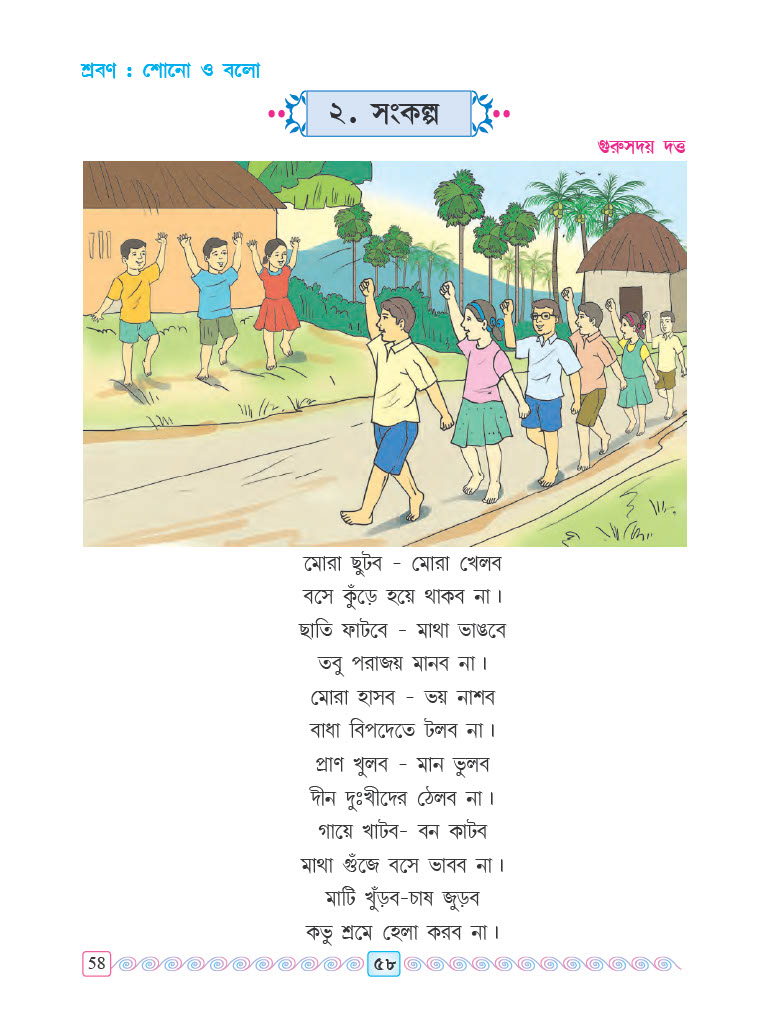 শ্রবণ : শোনো ও বলো
২. সংকল্প
গুরুসদয় দত্ত
মোরা ছুটব - মোরা খেলব
বসে কুঁড়ে হয়ে থাকব না।
ছাতি ফাটবে - মাথা ভাঙবে
তবু পরাজয় মানব না।
মোরা হাসব - ভয় নাশব
বাধা বিপদেতে টলব না।
প্রাণ খুলব - মান ভুলব
দীন দুঃখীদের ঠেলব না।
গায়ে খাটব- বন কাটব
মাথা গুঁজে বসে ভাবব না।
মাটি খুঁড়ব-চাষ জুড়ব
কভু শ্রমে হেলা করব না।
58
৫৮